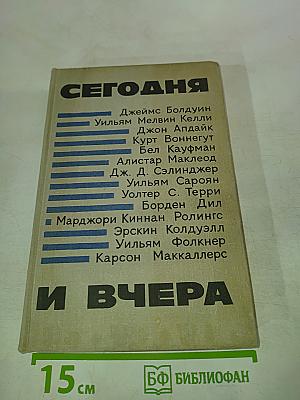 СЕГОДНЯ
Джеймс Болдуин
Уильям Мелвин Келли
Джон Апдайк
Курт Воннегут
Бел Кауфман
Алистар Маклеод
Дж. Д. Сэлинджер
Уильям Сароян
Уолтер С. Терри
Борден Дил
Марджори Киннан Ролингс
Эрскин Колдуэлл
Уильям Фолкнер
Карсон Маккаллерс
И ВЧЕРА
15 см
БФ БИБЛИОФАН